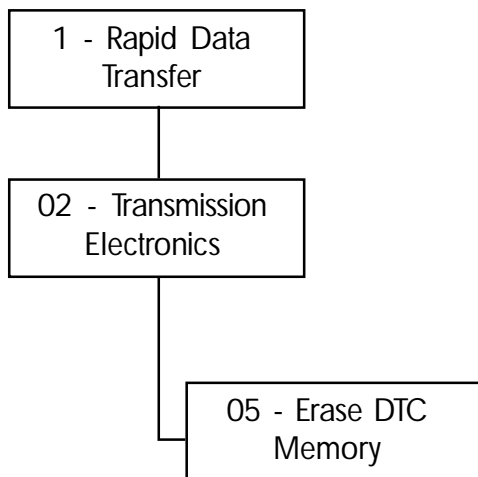 1 - Rapid Data
Transfer
02 - Transmission
Electronics
05 - Erase DTC
Memory